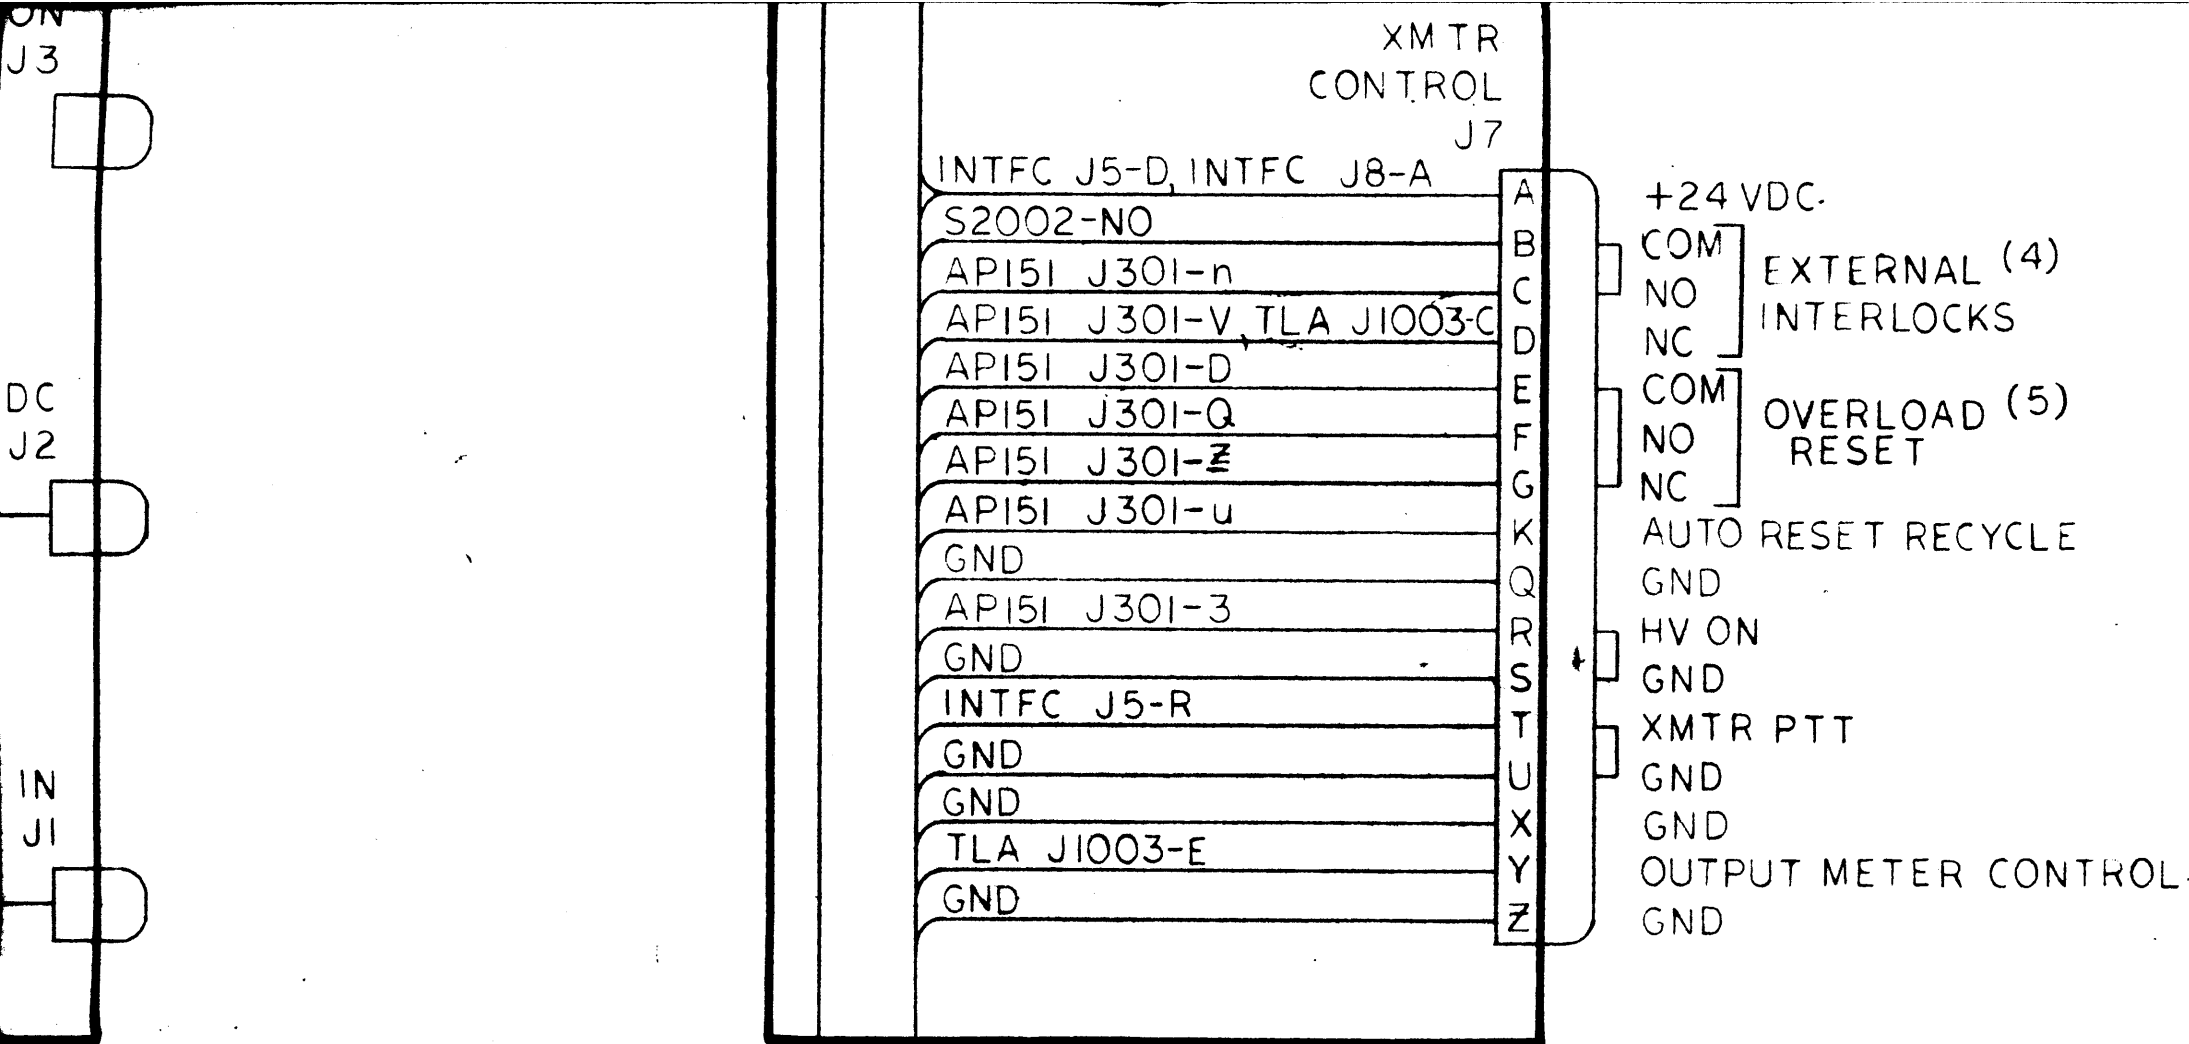 ON
J3
DC
J2
IN
J1
XMTR
CONTROL
J7
INTFC J5-D, INTFC J8-A A +24 VDC
S2002-NO B COM
AP151 J301-n C NO
EXTERNAL (4)
INTERLOCKS
AP151 J301-V, TLA J1003-C D NC
AP151 J301-D E COM
AP151 J301-Q F NO
OVERLOAD (5)
RESET
AP151 J301-Z G NC
AP151 J301-u K AUTO RESET RECYCLE
GND Q GND
AP151 J301-3 R HV ON
GND S GND
INTFC J5-R T XMTR PTT
GND U GND
GND X GND
TLA J1003-E Y OUTPUT METER CONTROL
GND Z GND